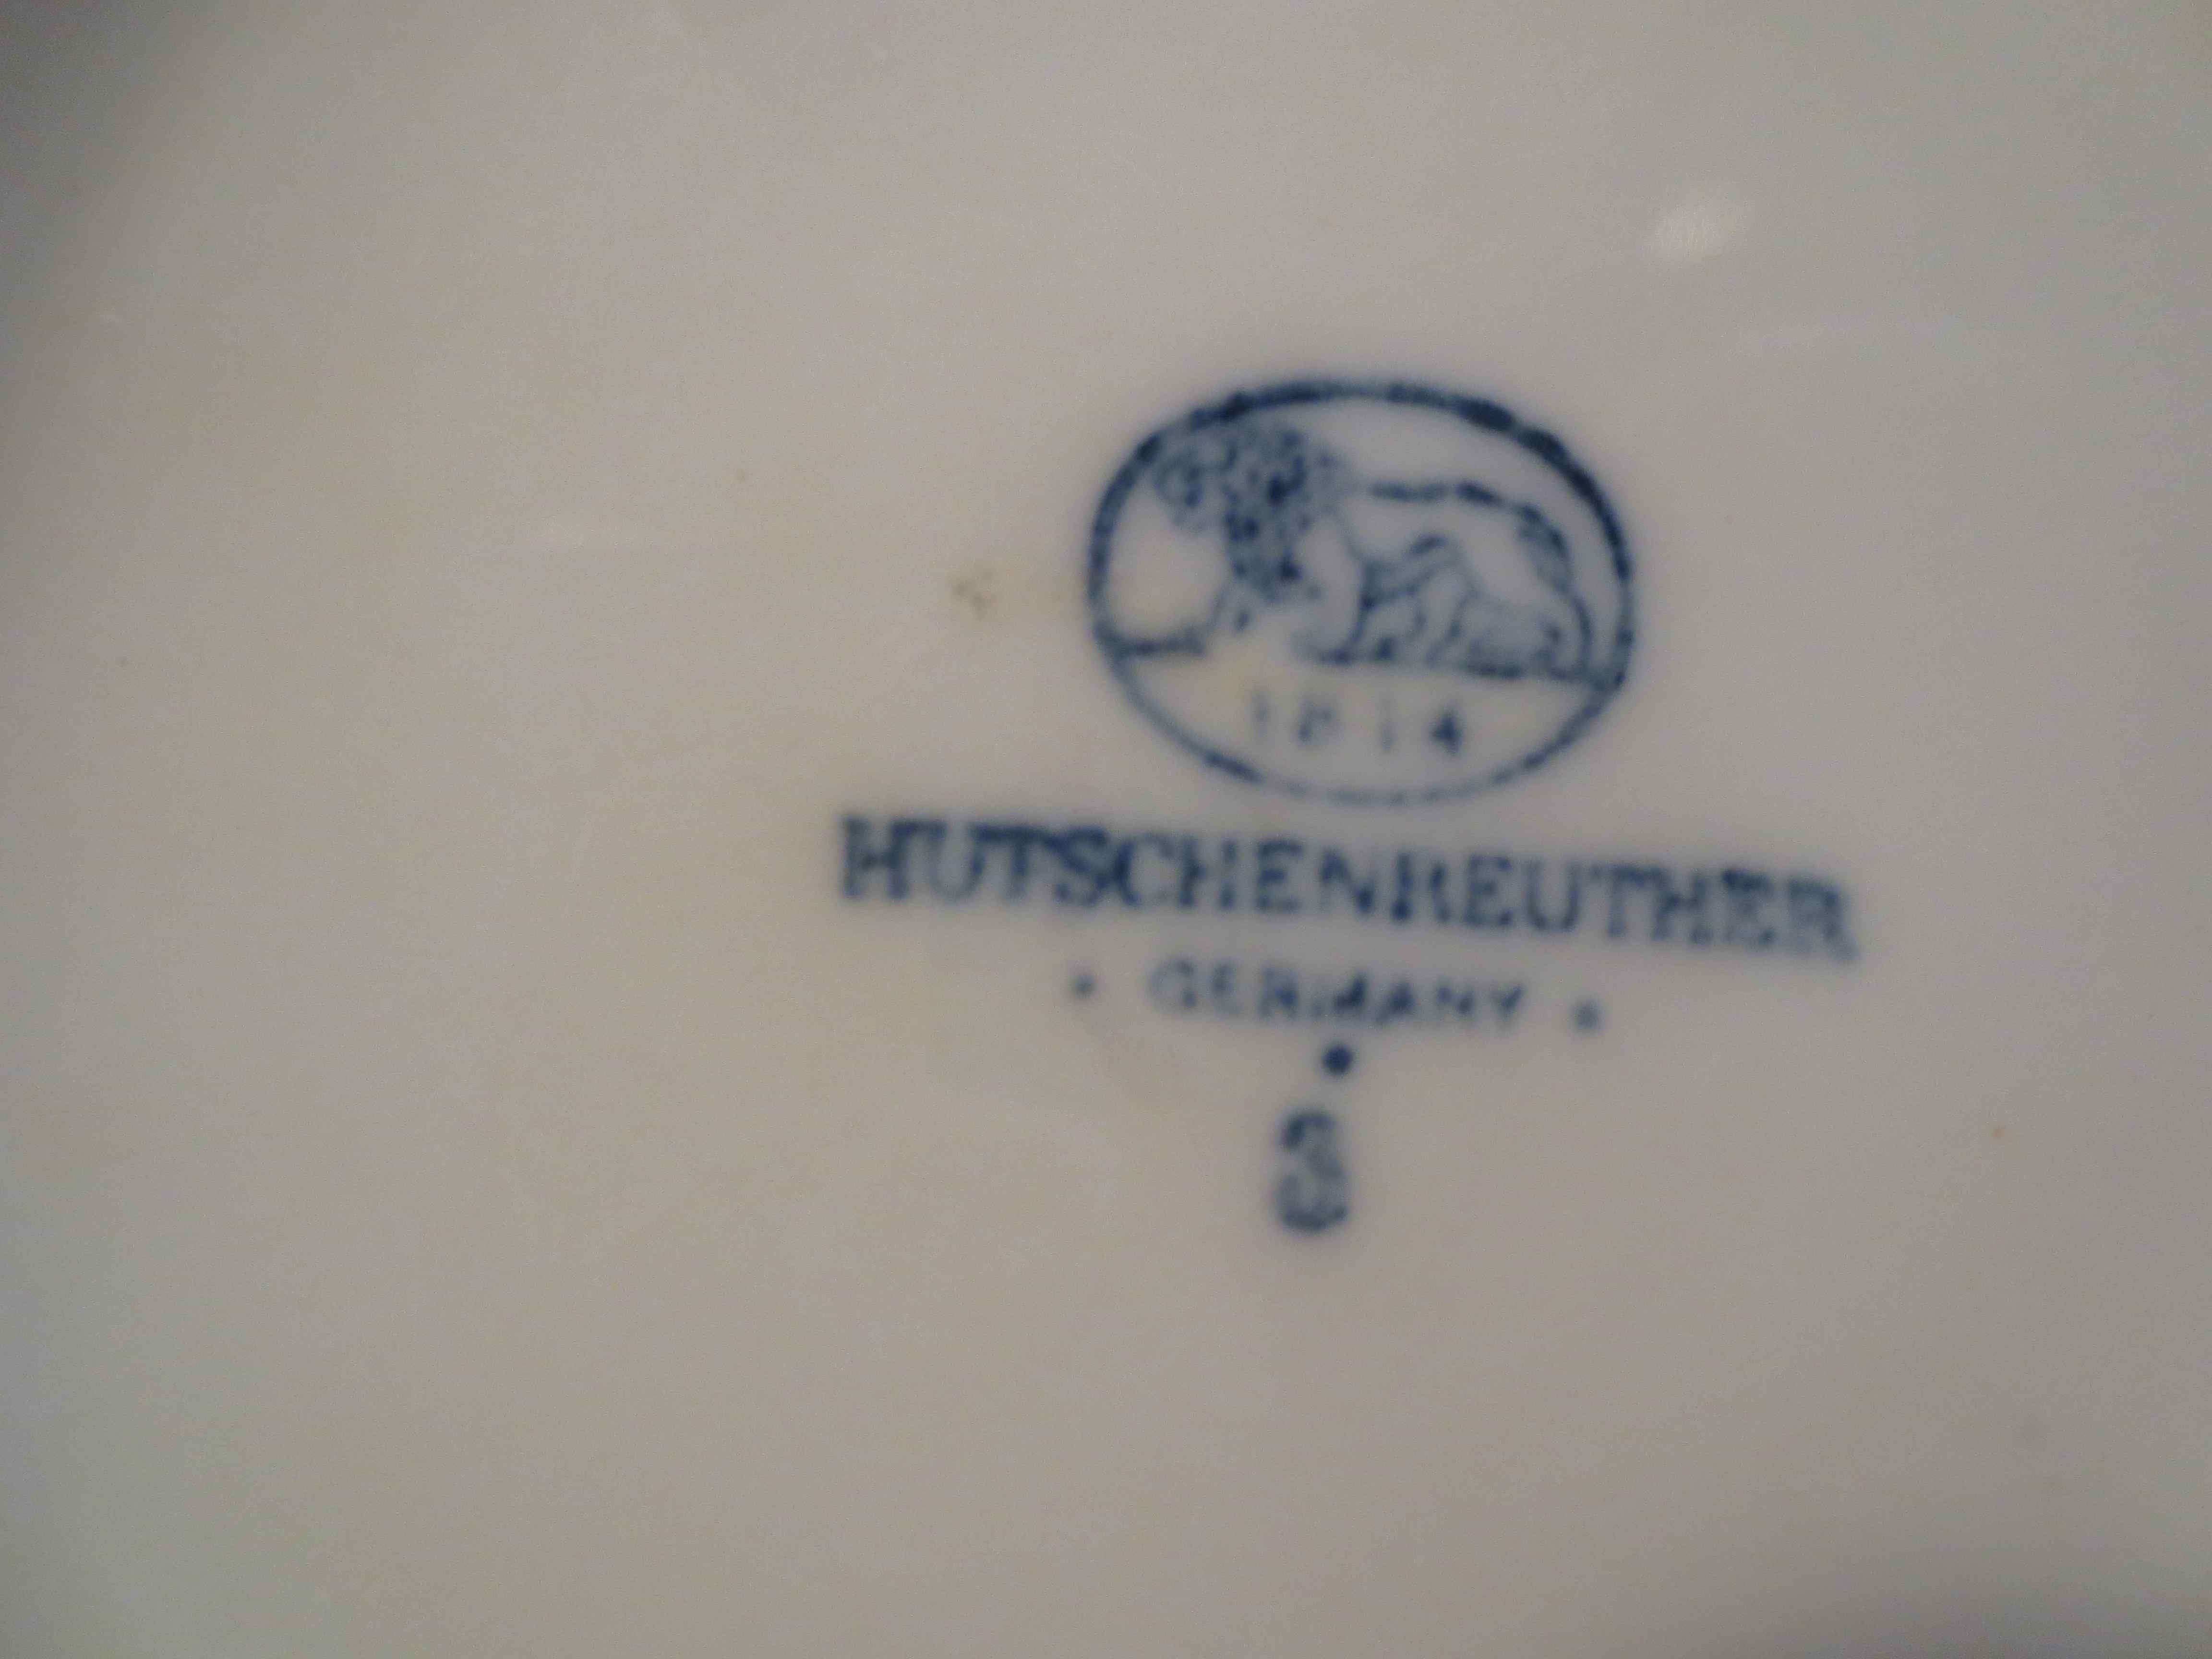 1814
HUTSCHENREUTHER
• GERMANY •
3